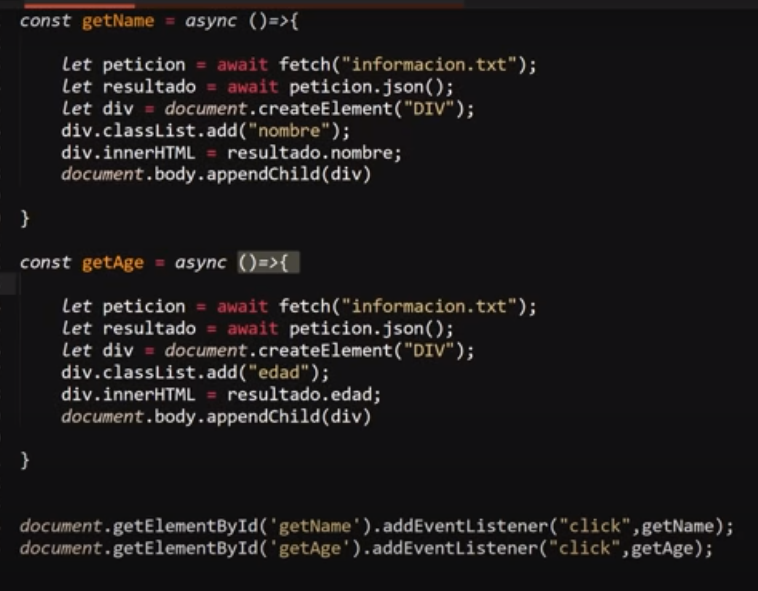 const getName = async ()=>{
let peticion = await fetch("informacion.txt");
let resultado = await peticion.json();
let div = document.createElement("DIV");
div.classList.add("nombre");
div.innerHTML = resultado.nombre;
document.body.appendChild(div)
}
const getAge = async ()=>{
let peticion = await fetch("informacion.txt");
let resultado = await peticion.json();
let div = document.createElement("DIV");
div.classList.add("edad");
div.innerHTML = resultado.edad;
document.body.appendChild(div)
}
document.getElementById('getName').addEventListener("click",getName);
document.getElementById('getAge').addEventListener("click",getAge);